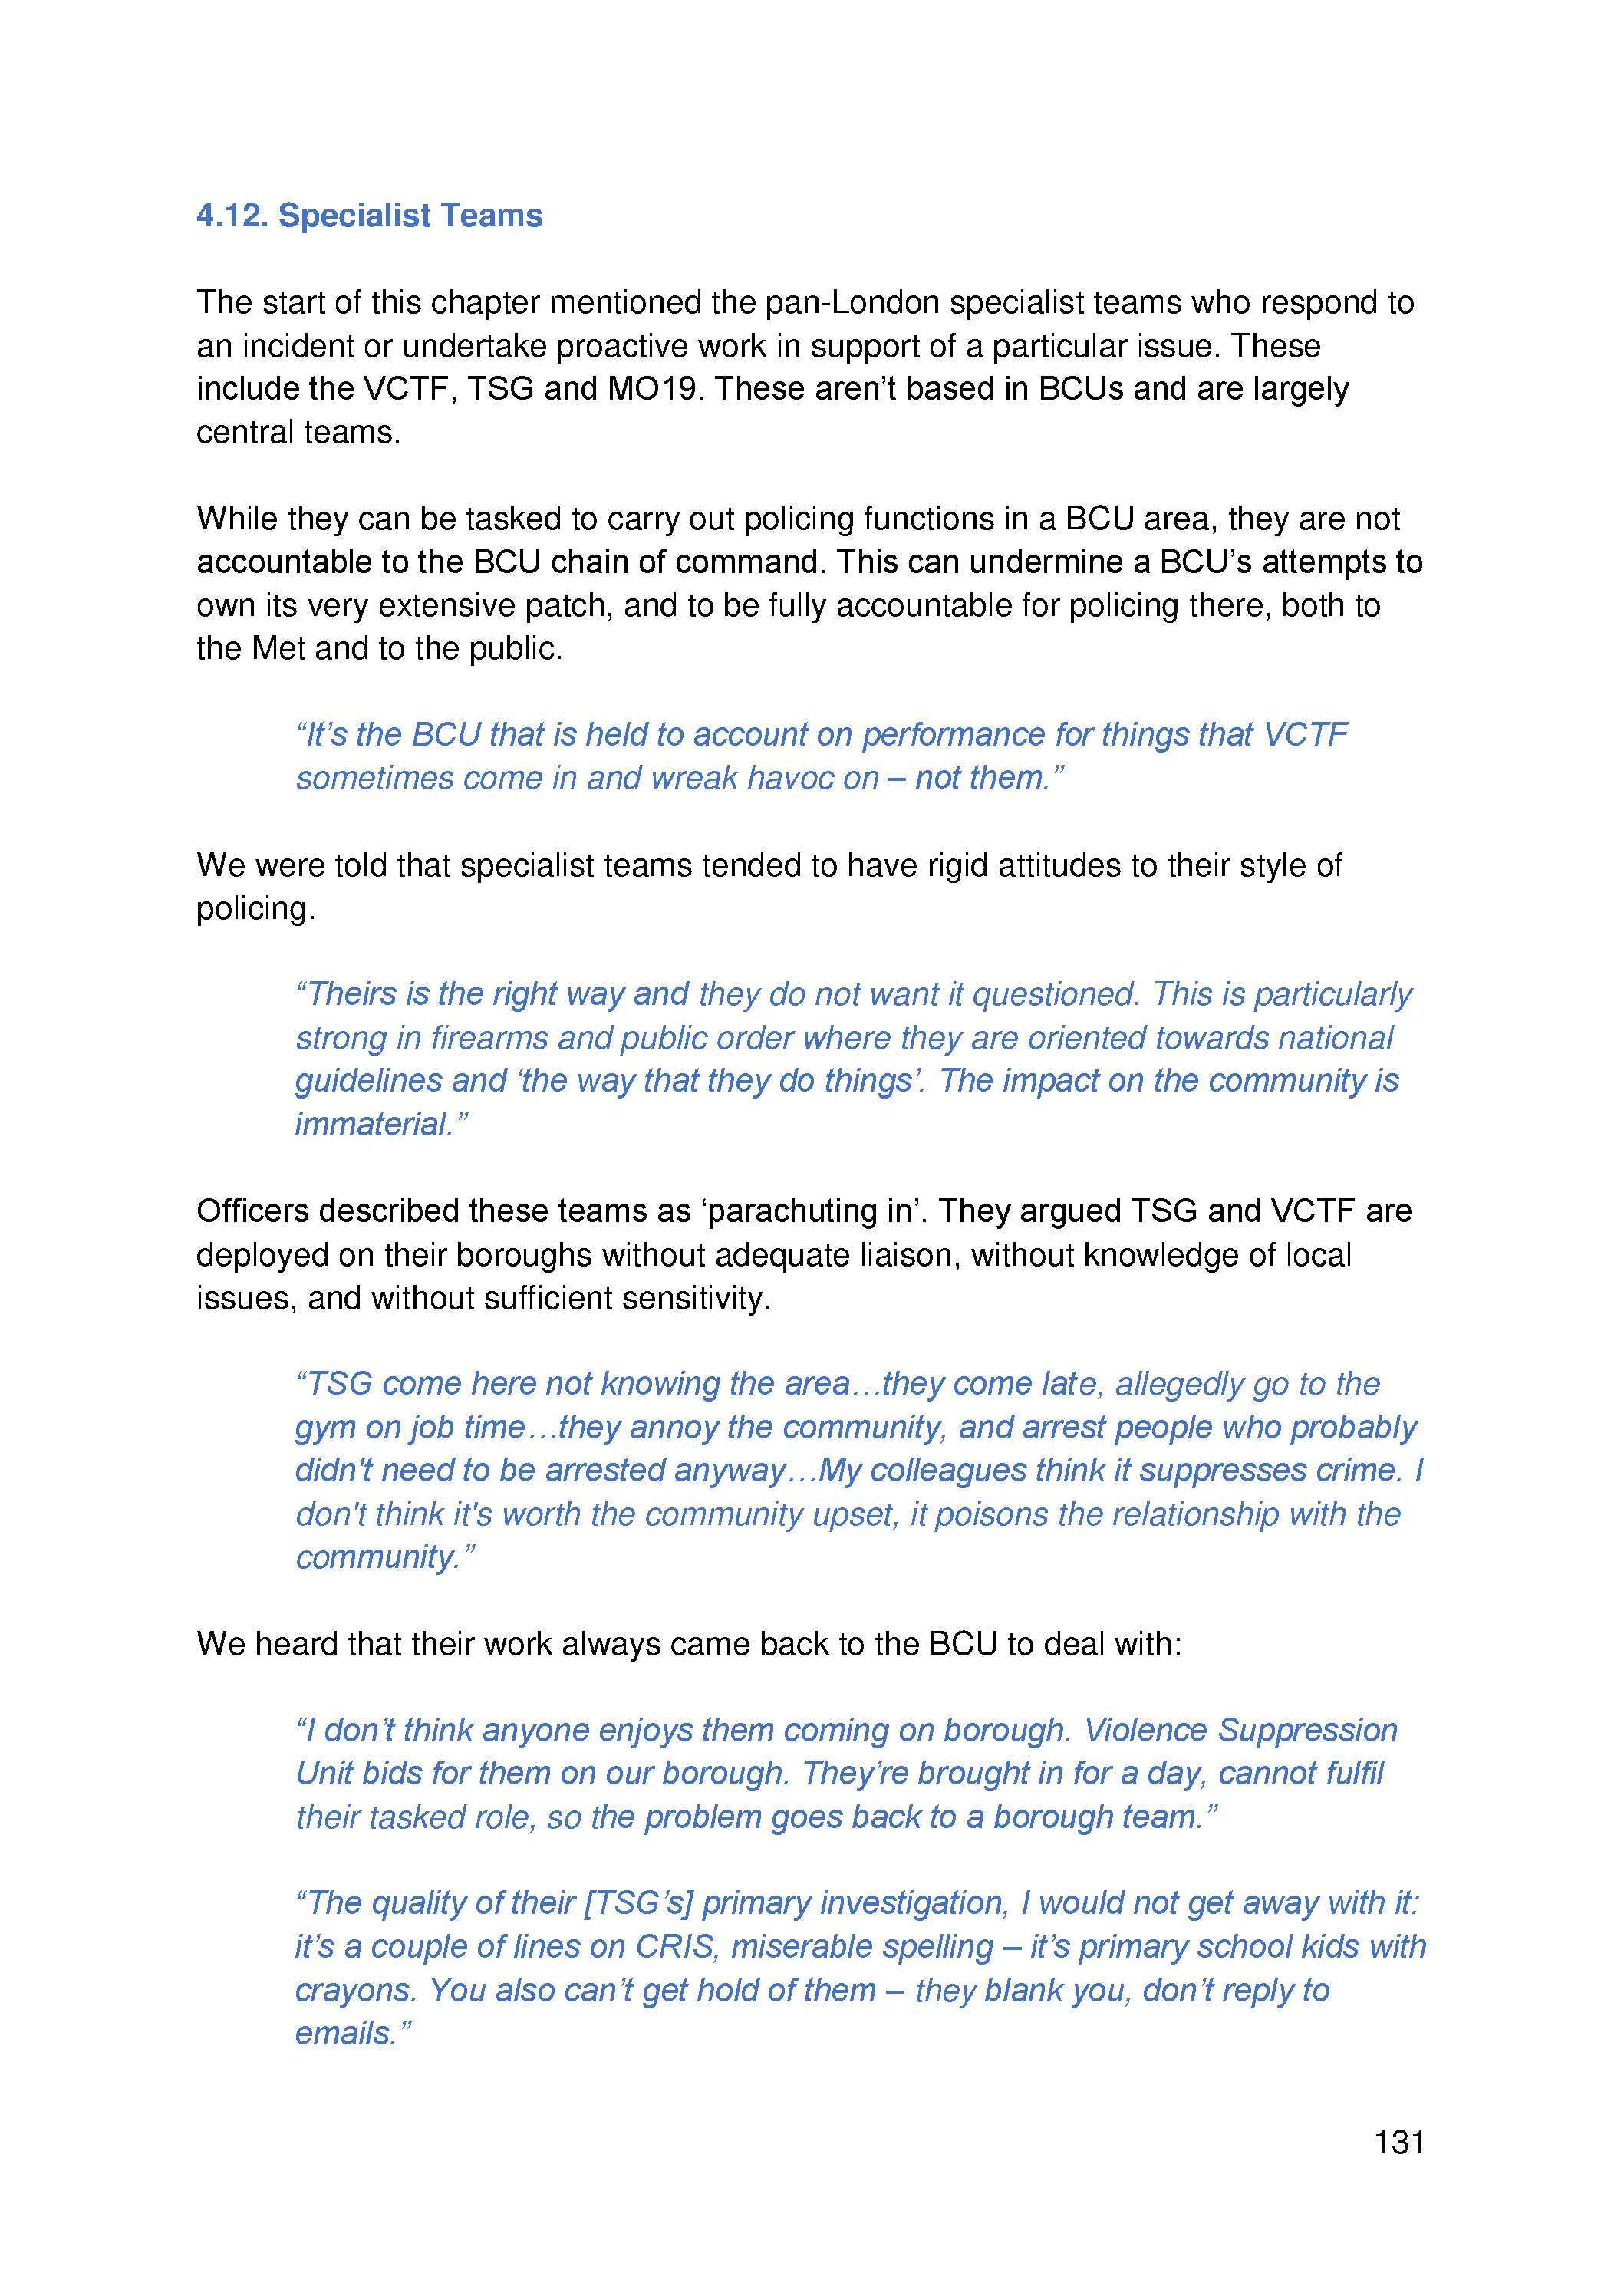 4.12. Specialist Teams
The start of this chapter mentioned the pan-London specialist teams who respond to
an incident or undertake proactive work in support of a particular issue. These
include the VCTF, TSG and MO19. These aren’t based in BCUs and are largely
central teams.
While they can be tasked to carry out policing functions in a BCU area, they are not
accountable to the BCU chain of command. This can undermine a BCU’s attempts to
own its very extensive patch, and to be fully accountable for policing there, both to
the Met and to the public.
“It’s the BCU that is held to account on performance for things that VCTF
sometimes come in and wreak havoc on – not them.”
We were told that specialist teams tended to have rigid attitudes to their style of
policing.
“Theirs is the right way and they do not want it questioned. This is particularly
strong in firearms and public order where they are oriented towards national
guidelines and ‘the way that they do things’. The impact on the community is
immaterial.”
Officers described these teams as ‘parachuting in’. They argued TSG and VCTF are
deployed on their boroughs without adequate liaison, without knowledge of local
issues, and without sufficient sensitivity.
“TSG come here not knowing the area…they come late, allegedly go to the
gym on job time…they annoy the community, and arrest people who probably
didn't need to be arrested anyway…My colleagues think it suppresses crime. I
don't think it's worth the community upset, it poisons the relationship with the
community.”
We heard that their work always came back to the BCU to deal with:
“I don’t think anyone enjoys them coming on borough. Violence Suppression
Unit bids for them on our borough. They’re brought in for a day, cannot fulfil
their tasked role, so the problem goes back to a borough team.”
“The quality of their [TSG’s] primary investigation, I would not get away with it:
it’s a couple of lines on CRIS, miserable spelling – it’s primary school kids with
crayons. You also can’t get hold of them – they blank you, don’t reply to
emails.”
131